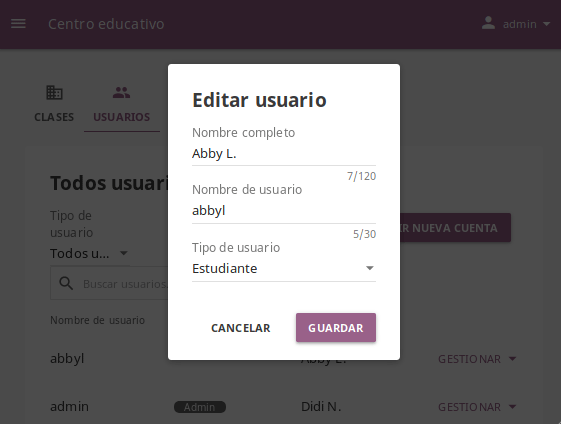 Centro educativo
admin
CLASES
USUARIOS
Todos usuari
Tipo de
usuario
Todos u...
IR NUEVA CUENTA
Buscar usuarios.
Nombre de usuario
abbyl
Abby L.
GESTIONAR
admin
Admin
Didi N.
GESTIONAR
Editar usuario
Nombre completo
Abby L.
7/120
Nombre de usuario
abbyl
5/30
Tipo de usuario
Estudiante
CANCELAR
GUARDAR